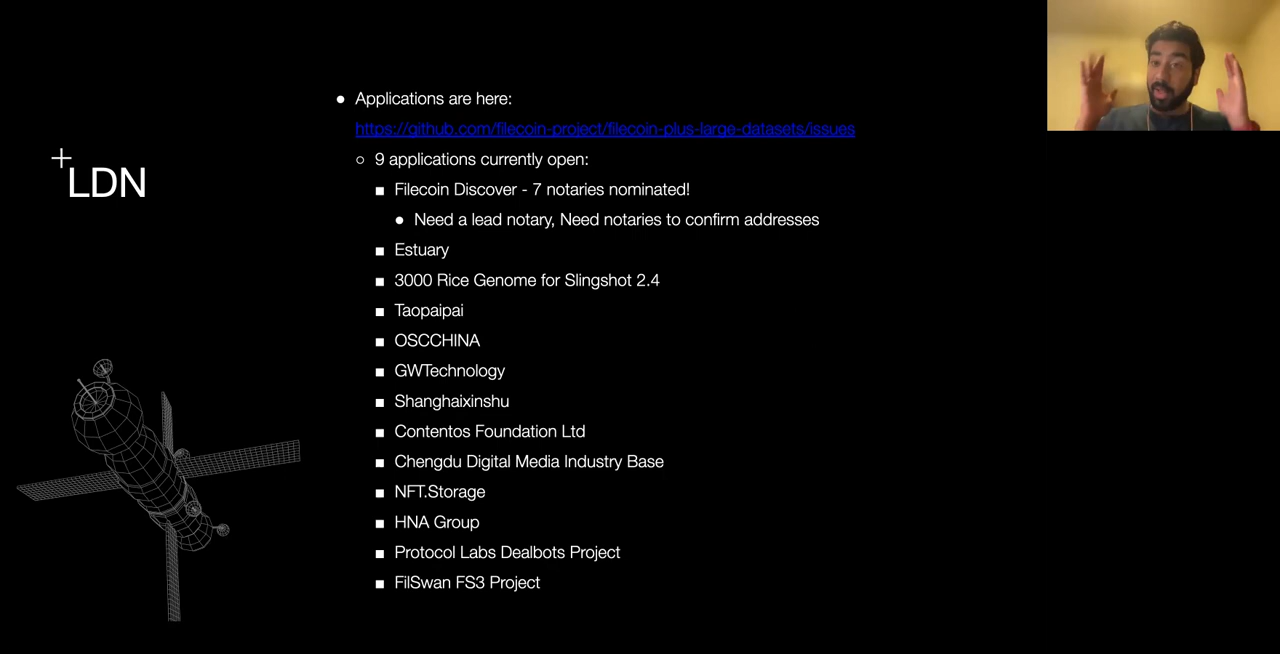 +
LDN
● Applications are here:
https://github.com/filecoin-project/filecoin-plus-large-datasets/issues
○ 9 applications currently open:
■ Filecoin Discover - 7 notaries nominated!
● Need a lead notary, Need notaries to confirm addresses
■ Estuary
■ 3000 Rice Genome for Slingshot 2.4
■ Taopaipai
■ OSCCHINA
■ GWTechnology
■ Shanghaixinshu
■ Contentos Foundation Ltd
■ Chengdu Digital Media Industry Base
■ NFT.Storage
■ HNA Group
■ Protocol Labs Dealbots Project
■ FilSwan FS3 Project